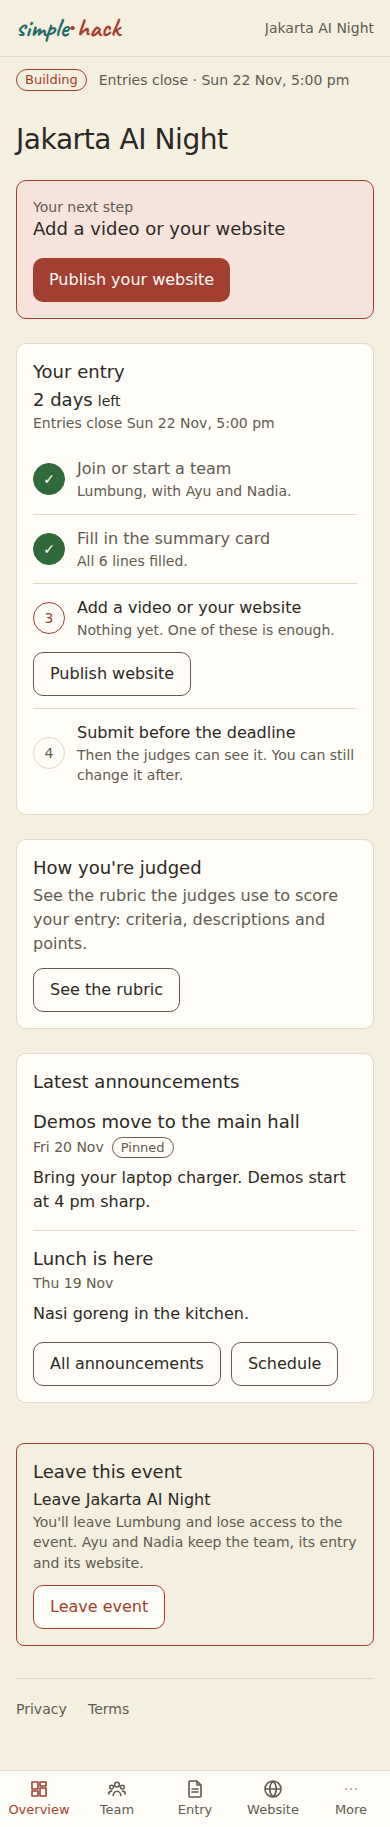 simple·hack
Jakarta AI Night
Building
Entries close · Sun 22 Nov, 5:00 pm
Jakarta AI Night
Your next step
Add a video or your website
Publish your website
Your entry
2 days left
Entries close Sun 22 Nov, 5:00 pm
✓
Join or start a team
Lumbung, with Ayu and Nadia.
✓
Fill in the summary card
All 6 lines filled.
3
Add a video or your website
Nothing yet. One of these is enough.
Publish website
4
Submit before the deadline
Then the judges can see it. You can still
change it after.
How you're judged
See the rubric the judges use to score
your entry: criteria, descriptions and
points.
See the rubric
Latest announcements
Demos move to the main hall
Fri 20 Nov
Pinned
Bring your laptop charger. Demos start
at 4 pm sharp.
Lunch is here
Thu 19 Nov
Nasi goreng in the kitchen.
All announcements
Schedule
Leave this event
Leave Jakarta AI Night
You'll leave Lumbung and lose access to the
event. Ayu and Nadia keep the team, its entry
and its website.
Leave event
Privacy
Terms
Overview
Team
Entry
Website
More